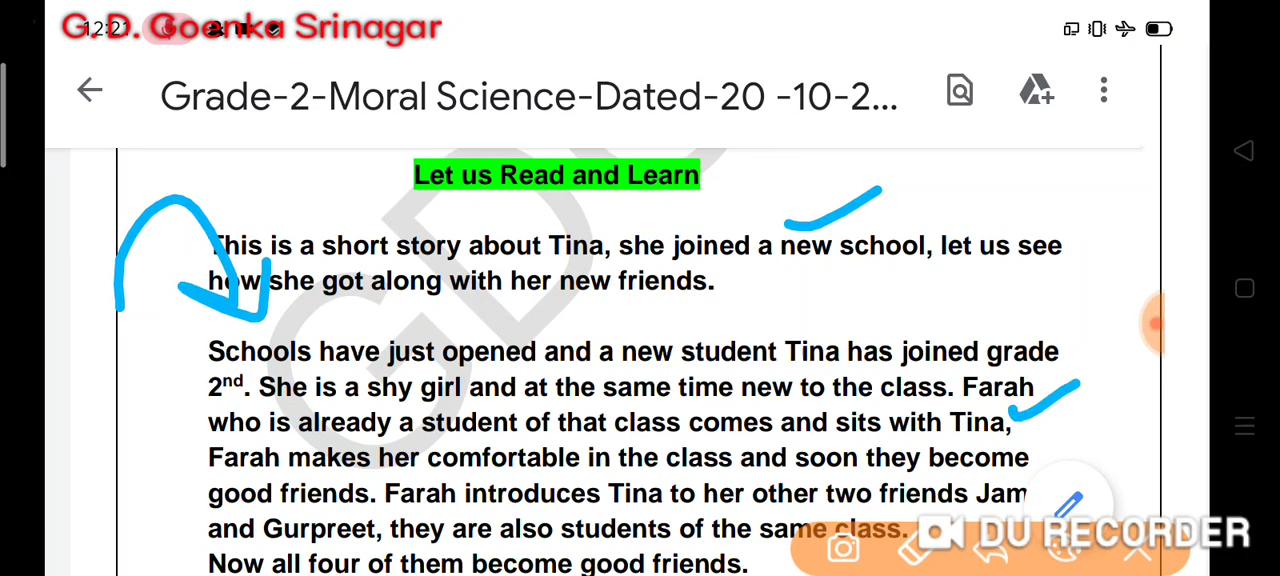 G.D. Goenka Srinagar
12:21
Grade-2-Moral Science-Dated-20 -10-2...
Let us Read and Learn
This is a short story about Tina, she joined a new school, let us see
how she got along with her new friends.
Schools have just opened and a new student Tina has joined grade
2nd. She is a shy girl and at the same time new to the class. Farah
who is already a student of that class comes and sits with Tina,
Farah makes her comfortable in the class and soon they become
good friends. Farah introduces Tina to her other two friends Jam
and Gurpreet, they are also students of the same class.
Now all four of them become good friends.
DU RECORDER